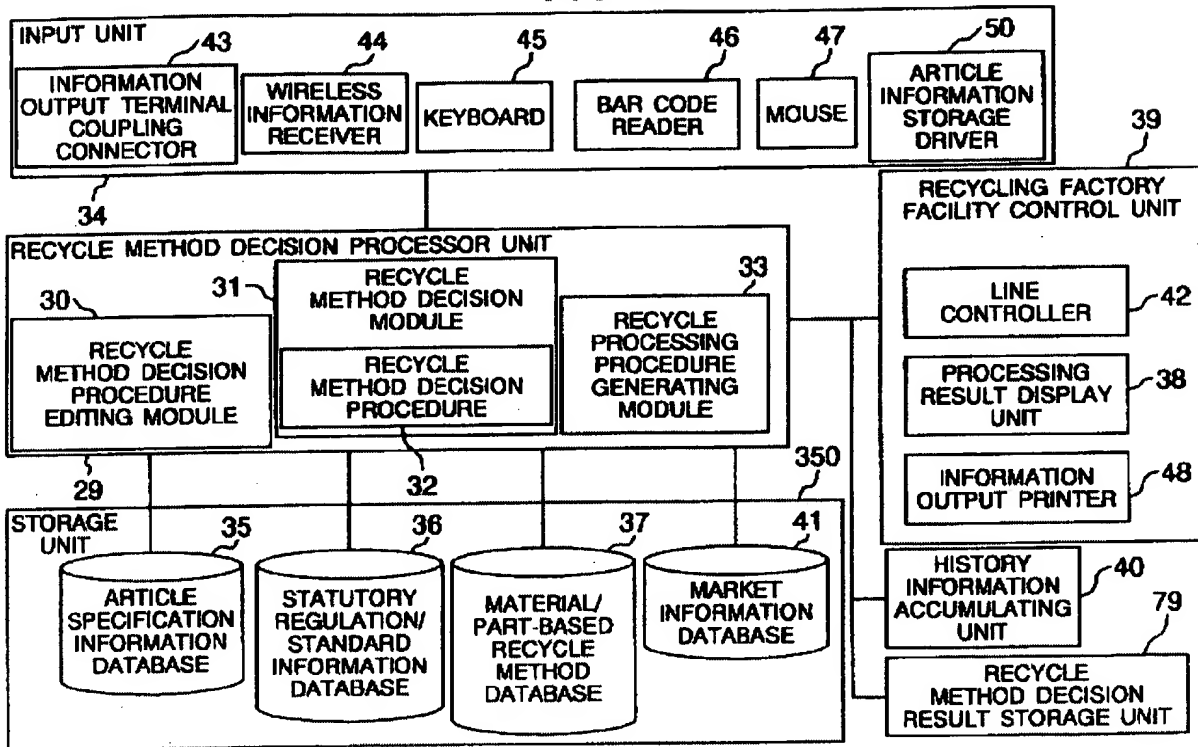 INPUT UNIT
43
44
45
46
47
50
INFORMATION
OUTPUT TERMINAL
COUPLING
CONNECTOR
WIRELESS
INFORMATION
RECEIVER
KEYBOARD
BAR CODE
READER
MOUSE
ARTICLE
INFORMATION
STORAGE
DRIVER
34
39
RECYCLING FACTORY
FACILITY CONTROL UNIT
LINE
CONTROLLER
42
PROCESSING
RESULT DISPLAY
UNIT
38
INFORMATION
OUTPUT PRINTER
48
RECYCLE METHOD DECISION PROCESSOR UNIT
30
RECYCLE
METHOD DECISION
PROCEDURE
EDITING MODULE
31
RECYCLE
METHOD DECISION
MODULE
RECYCLE
METHOD DECISION
PROCEDURE
32
33
RECYCLE
PROCESSING
PROCEDURE
GENERATING
MODULE
29
350
STORAGE
UNIT
35
ARTICLE
SPECIFICATION
INFORMATION
DATABASE
36
STATUTORY
REGULATION/
STANDARD
INFORMATION
DATABASE
37
MATERIAL/
PART-BASED
RECYCLE
METHOD
DATABASE
41
MARKET
INFORMATION
DATABASE
HISTORY
INFORMATION
ACCUMULATING
UNIT
40
79
RECYCLE
METHOD DECISION
RESULT STORAGE UNIT